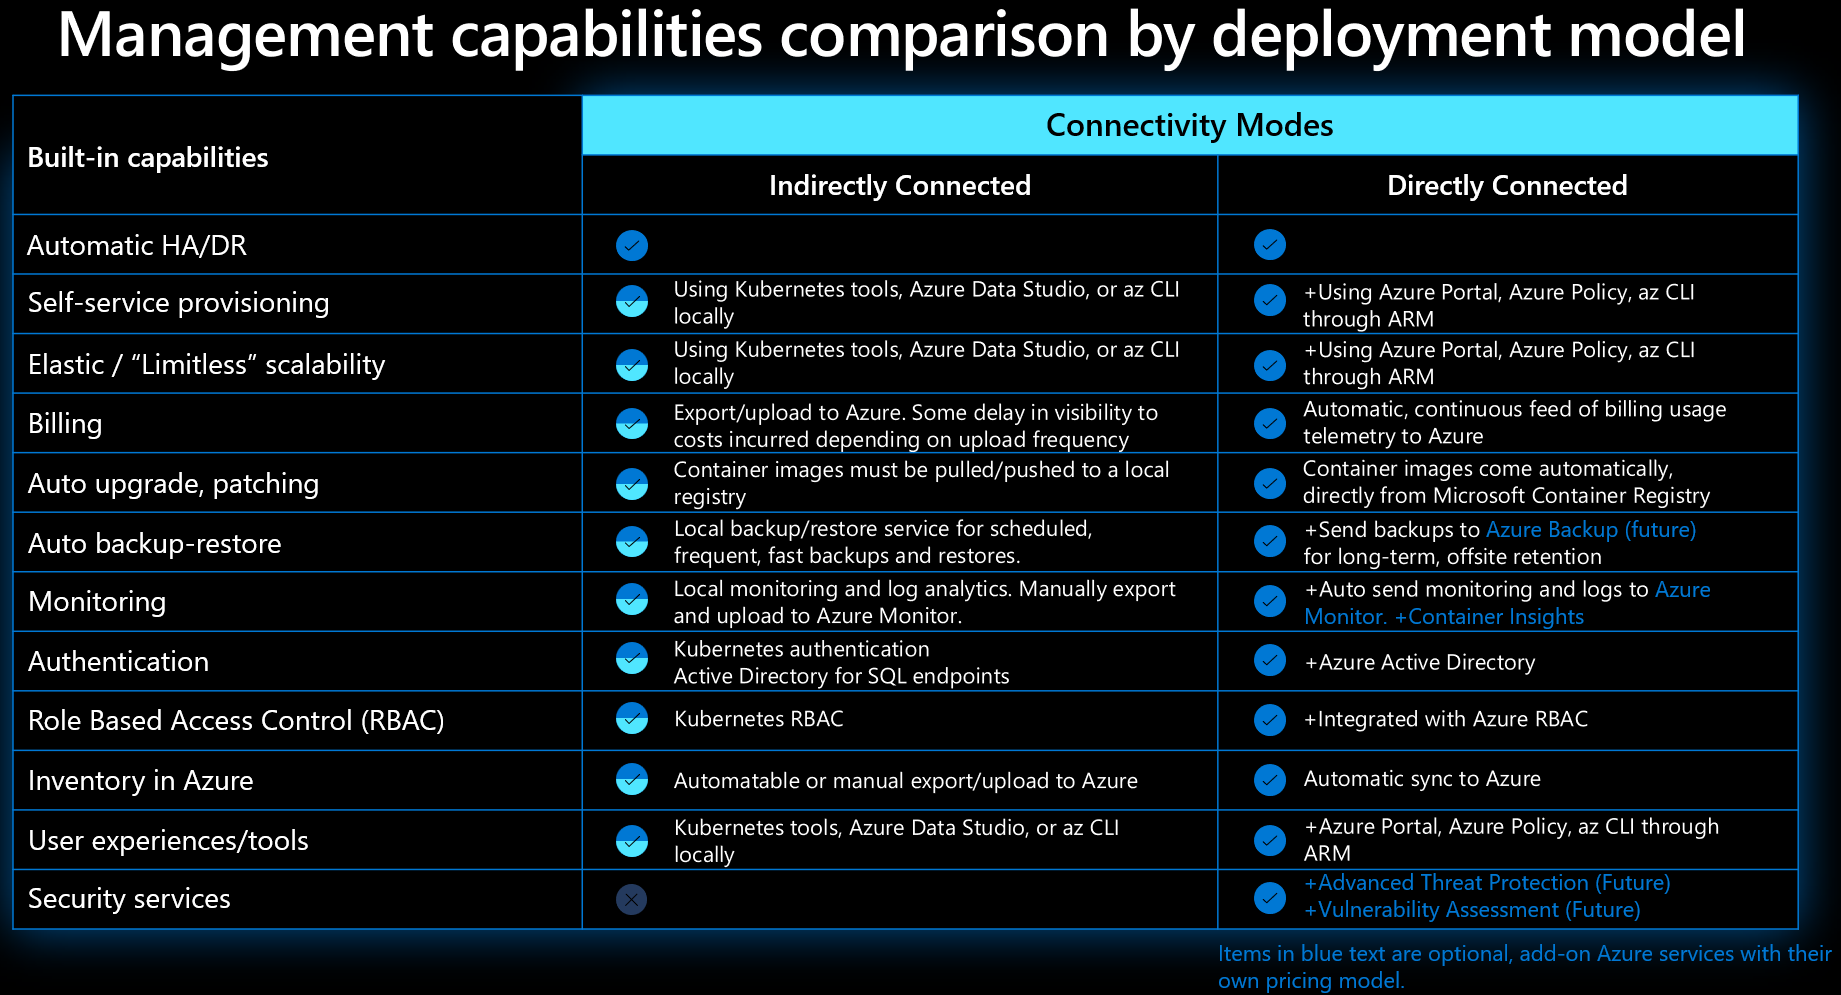 Management capabilities comparison by deployment model
Built-in capabilities
Connectivity Modes
Indirectly Connected
Directly Connected
Automatic HA/DR
Self-service provisioning
Using Kubernetes tools, Azure Data Studio, or az CLI
locally
+Using Azure Portal, Azure Policy, az CLI
through ARM
Elastic / “Limitless” scalability
Using Kubernetes tools, Azure Data Studio, or az CLI
locally
+Using Azure Portal, Azure Policy, az CLI
through ARM
Billing
Export/upload to Azure. Some delay in visibility to
costs incurred depending on upload frequency
Automatic, continuous feed of billing usage
telemetry to Azure
Auto upgrade, patching
Container images must be pulled/pushed to a local
registry
Container images come automatically,
directly from Microsoft Container Registry
Auto backup-restore
Local backup/restore service for scheduled,
frequent, fast backups and restores.
+Send backups to Azure Backup (future)
for long-term, offsite retention
Monitoring
Local monitoring and log analytics. Manually export
and upload to Azure Monitor.
+Auto send monitoring and logs to Azure
Monitor. +Container Insights
Authentication
Kubernetes authentication
Active Directory for SQL endpoints
+Azure Active Directory
Role Based Access Control (RBAC)
Kubernetes RBAC
+Integrated with Azure RBAC
Inventory in Azure
Automatable or manual export/upload to Azure
Automatic sync to Azure
User experiences/tools
Kubernetes tools, Azure Data Studio, or az CLI
locally
+Azure Portal, Azure Policy, az CLI through
ARM
Security services
+Advanced Threat Protection (Future)
+Vulnerability Assessment (Future)
Items in blue text are optional, add-on Azure services with their
own pricing model.